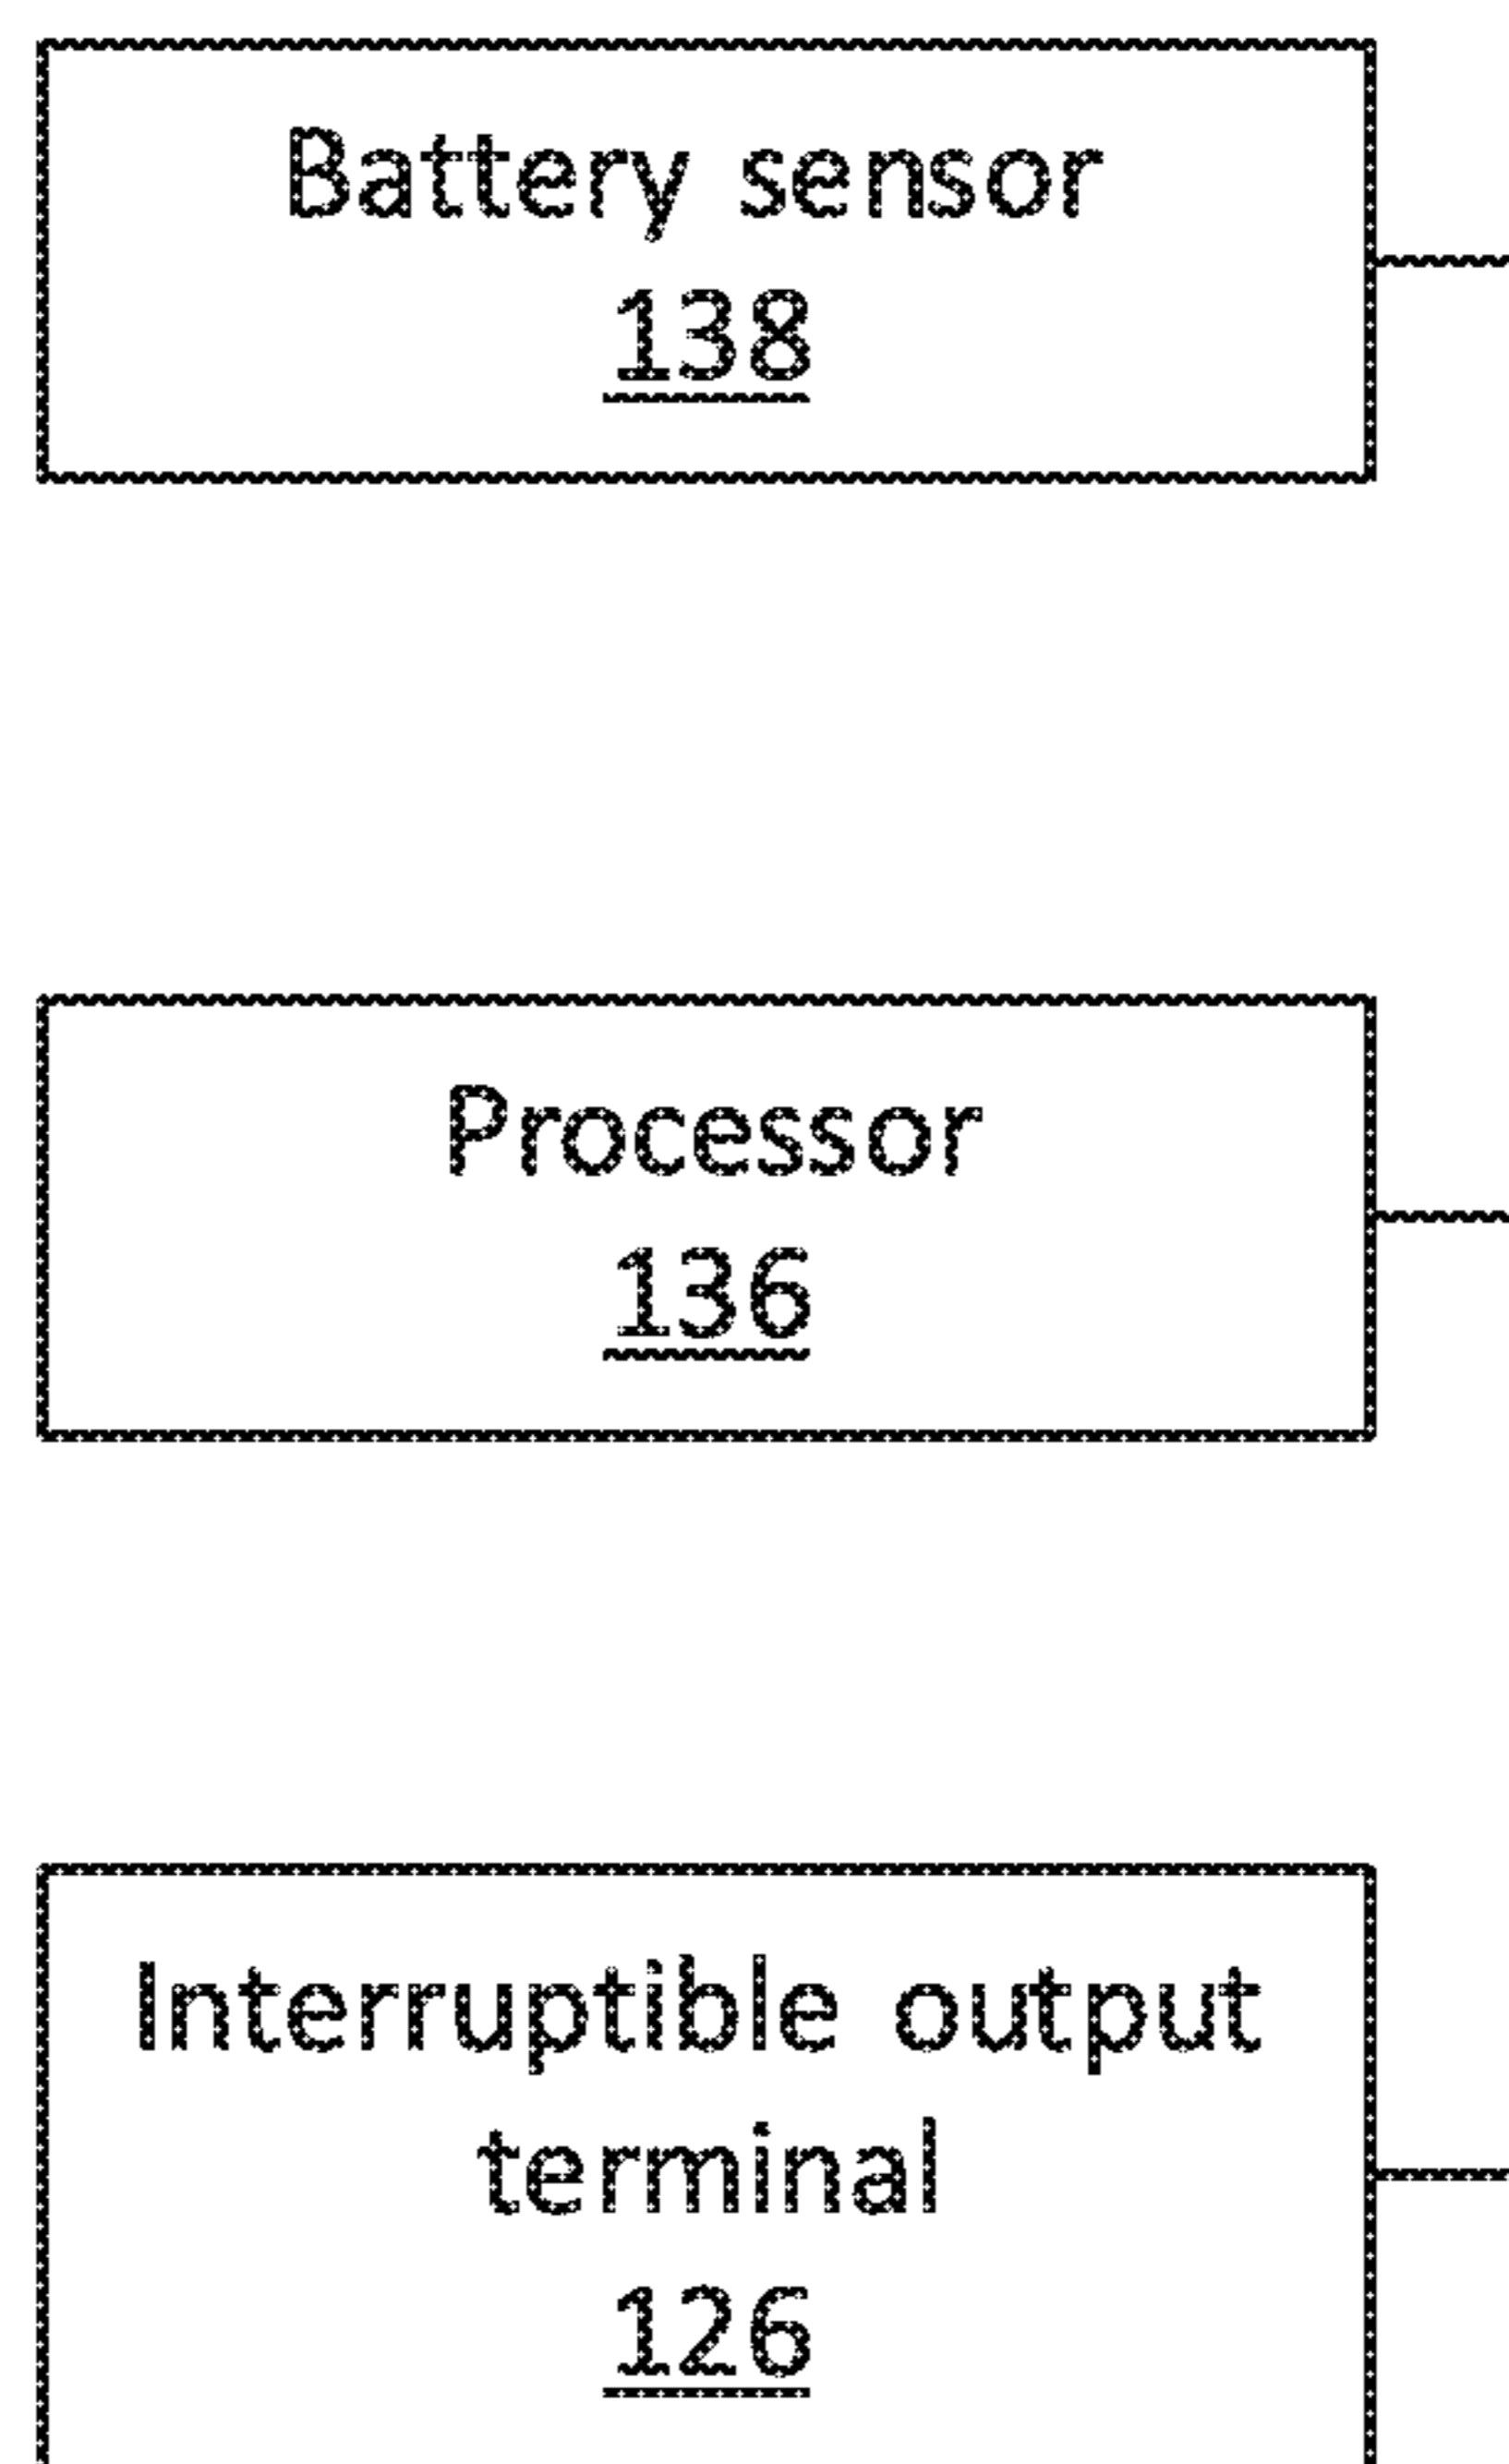 Battery sensor
138
Processor
136
Interruptible output
terminal
126